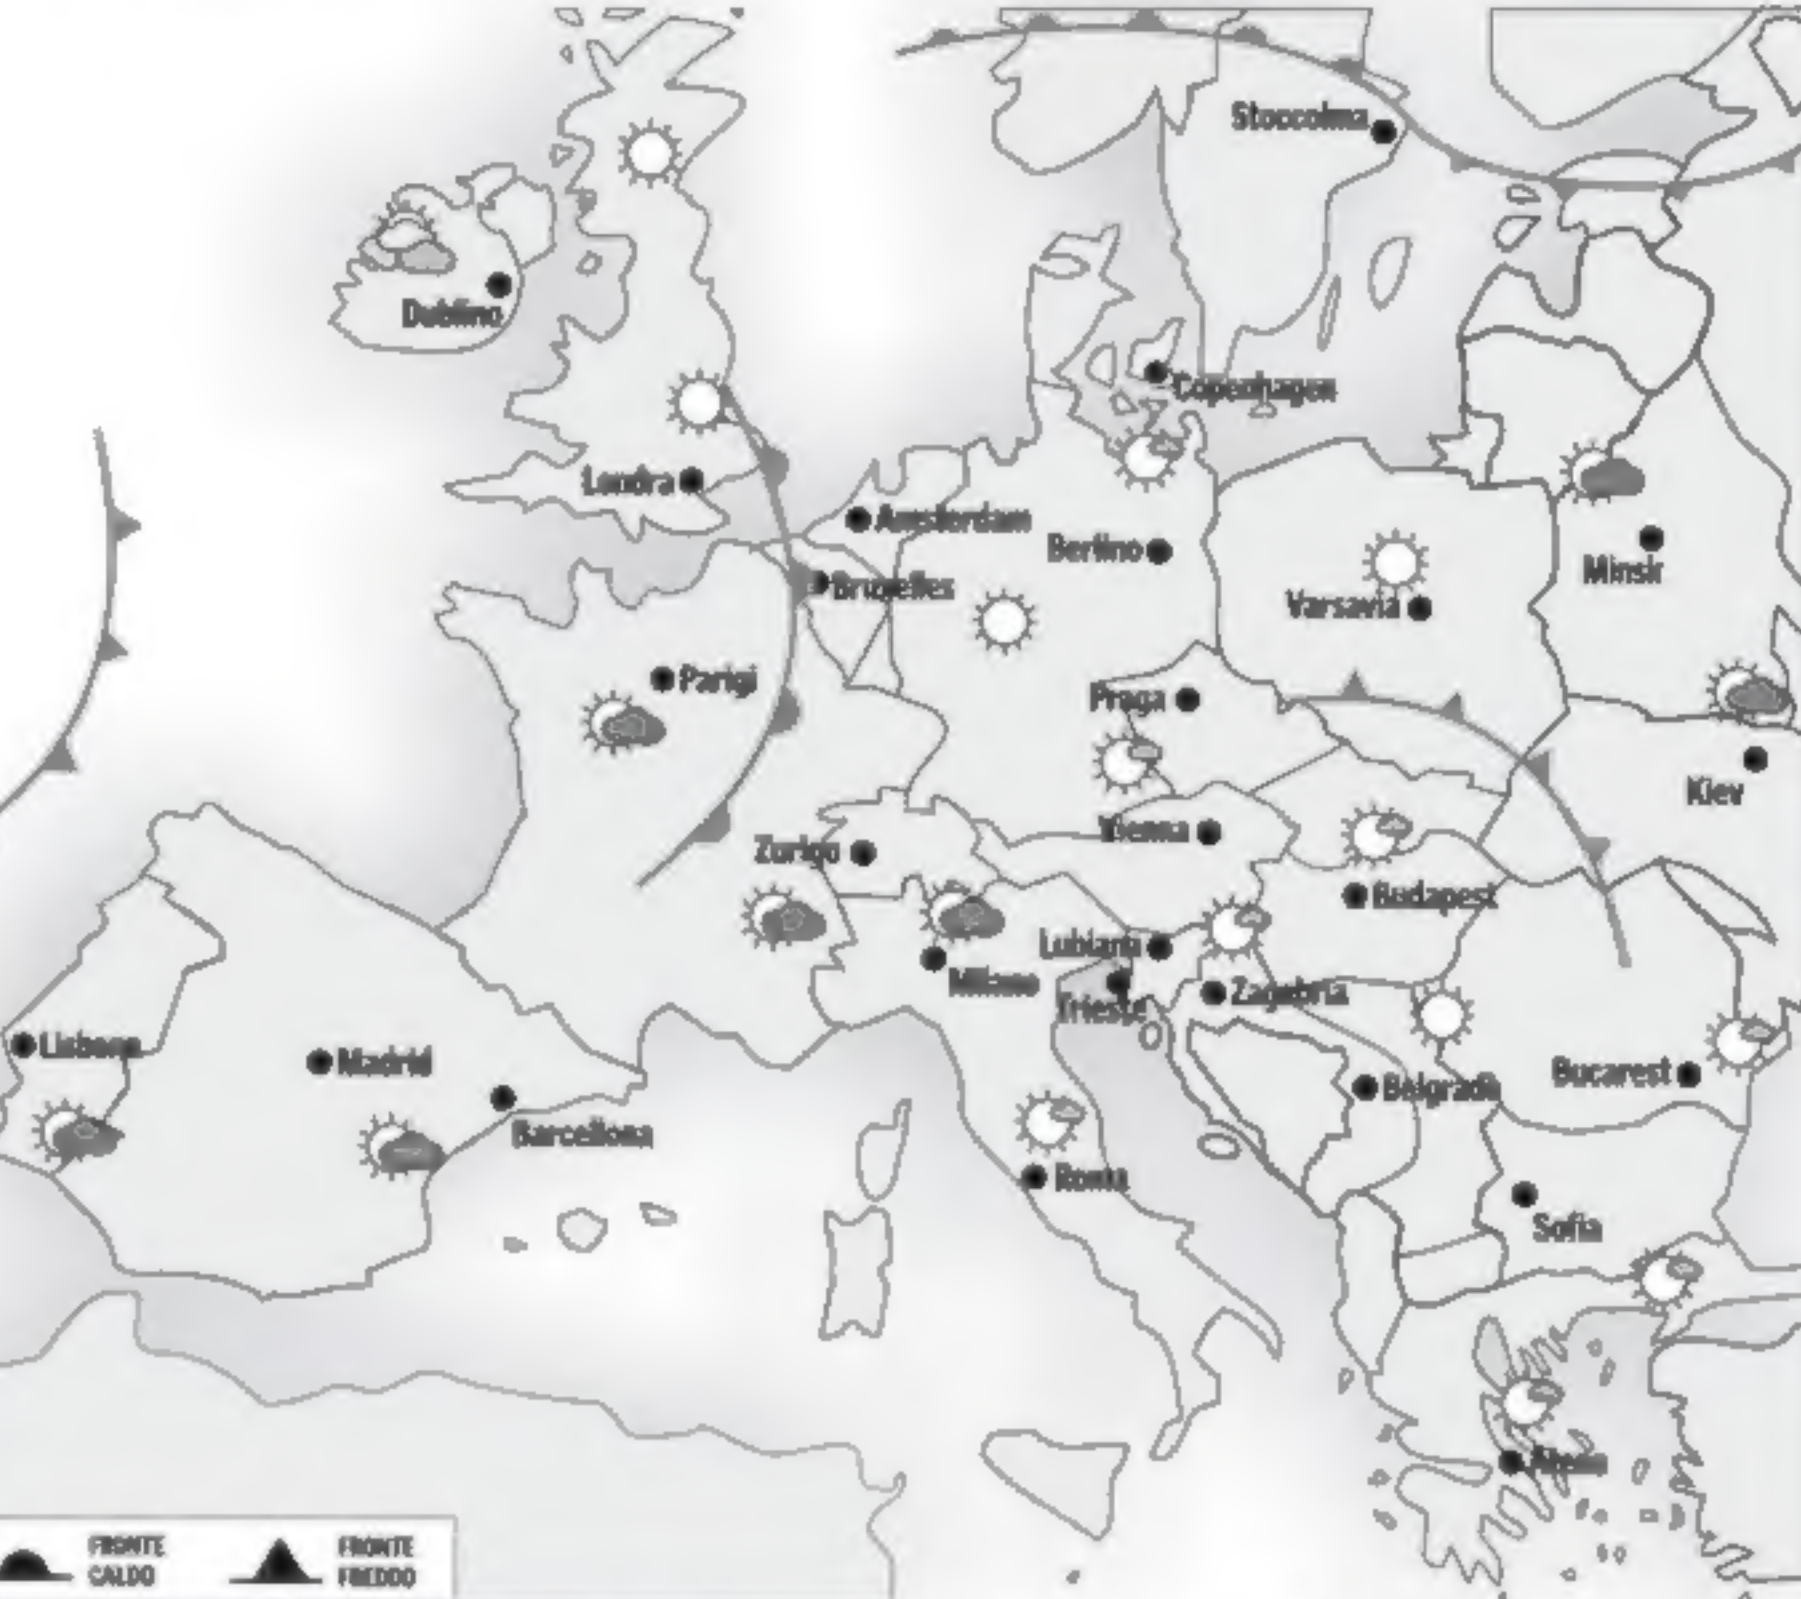 Stoccolma
Dublino
Copenhagen
Londra
Amsterdam
Berlino
Minsk
Bruxelles
Varsavia
Parigi
Praga
Kiev
Vienna
Zurigo
Budapest
Lubiana
Milano
Trieste
Zagabria
Lisbona
Madrid
Bucarest
Belgrado
Barcellona
Roma
Sofia
Atene
FRONTE
CALDO
FRONTE
FREDDO